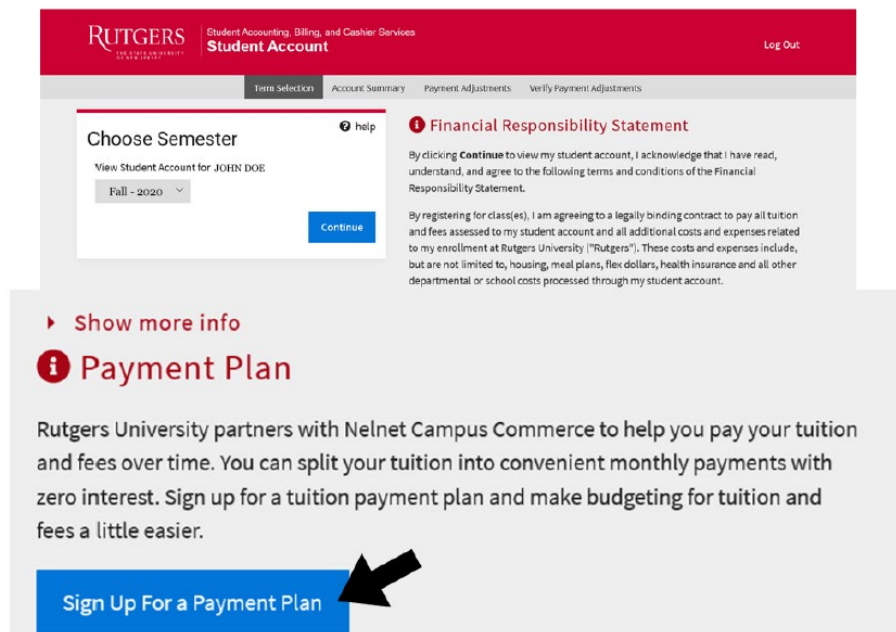 RUTGERS
THE STATE UNIVERSITY
OF NEW JERSEY
Student Accounting, Billing, and Cashier Services
Student Account
Log Out
Term Selection Account Summary Payment Adjustments Verify Payment Adjustments
Choose Semester
help
View Student Account for JOHN DOE
Fall - 2020
Continue
Financial Responsibility Statement
By clicking Continue to view my student account, I acknowledge that I have read,
understand, and agree to the following terms and conditions of the Financial
Responsibility Statement.
By registering for class(es), I am agreeing to a legally binding contract to pay all tuition
and fees assessed to my student account and all additional costs and expenses related
to my enrollment at Rutgers University ("Rutgers"). These costs and expenses include,
but are not limited to, housing, meal plans, flex dollars, health insurance and all other
departmental or school costs processed through my student account.
Show more info
Payment Plan
Rutgers University partners with Nelnet Campus Commerce to help you pay your tuition
and fees over time. You can split your tuition into convenient monthly payments with
zero interest. Sign up for a tuition payment plan and make budgeting for tuition and
fees a little easier.
Sign Up For a Payment Plan